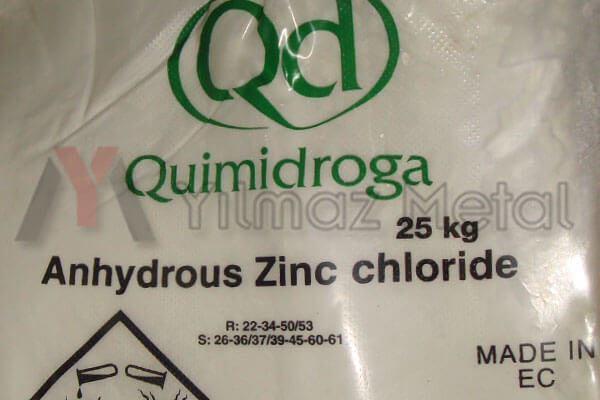 Qd
Quimidroga
Yilmaz Metal
25 kg
Anhydrous Zinc chloride
R: 22-34-50/53
S: 26-36/37/39-45-60-61
MADE IN
EC